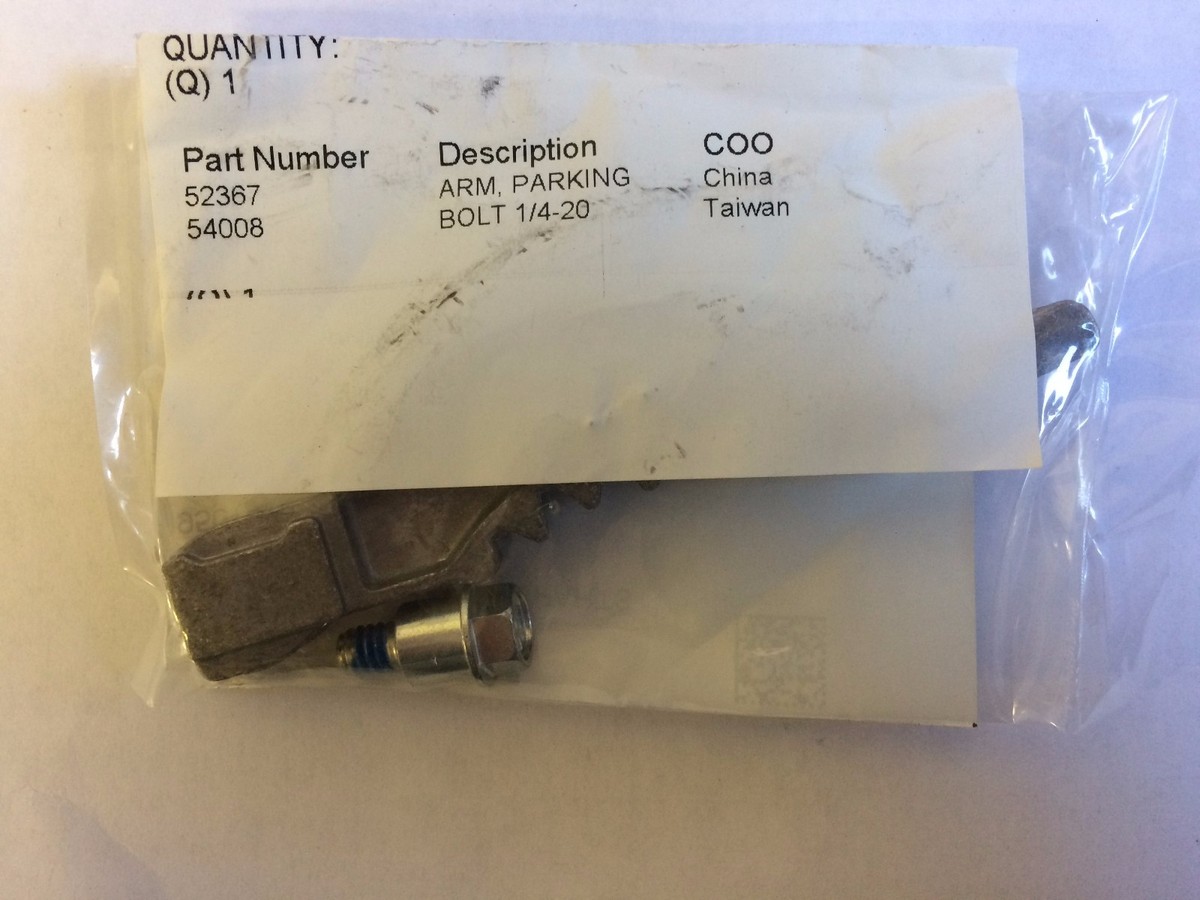 QUANTITY:
(Q) 1
Part Number Description COO
52367 ARM, PARKING China
54008 BOLT 1/4-20 Taiwan